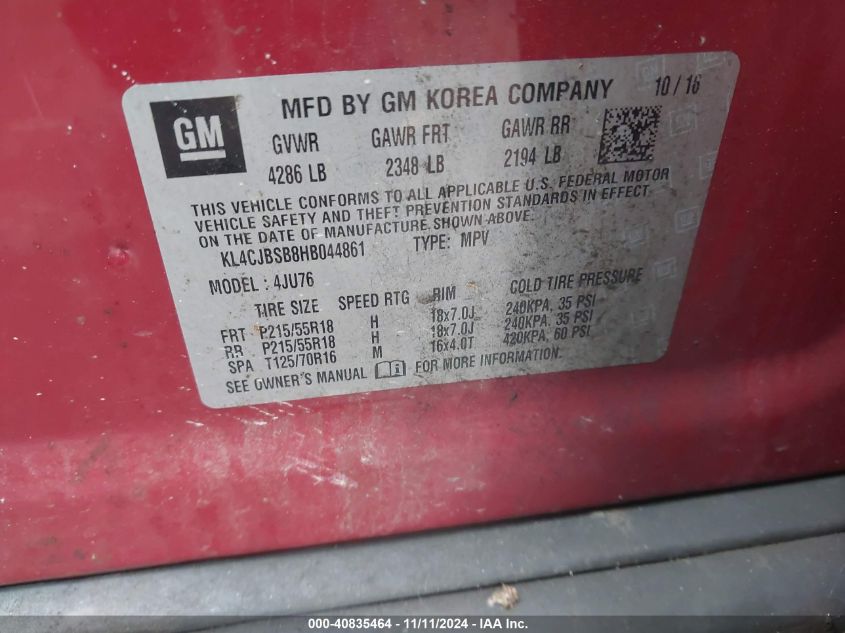 MFD BY GM KOREA COMPANY 10/16
GM
GVWR GAWR FRT GAWR RR
4286 LB 2348 LB 2194 LB
THIS VEHICLE CONFORMS TO ALL APPLICABLE U.S. FEDERAL MOTOR
VEHICLE SAFETY AND THEFT PREVENTION STANDARDS IN EFFECT
ON THE DATE OF MANUFACTURE SHOWN ABOVE.
KL4CJBSB8HB044861 TYPE: MPV
MODEL: 4JU76
TIRE SIZE SPEED RTG RIM COLD TIRE PRESSURE
FRT P215/55R18 H 18x7.0J 240KPA, 35 PSI
RR P215/55R18 H 18x7.0J 240KPA, 35 PSI
SPA T125/70R16 M 16x4.0T 420KPA, 60 PSI
SEE OWNER'S MANUAL FOR MORE INFORMATION
000-40835464 - 11/11/2024 - www.iaai.com